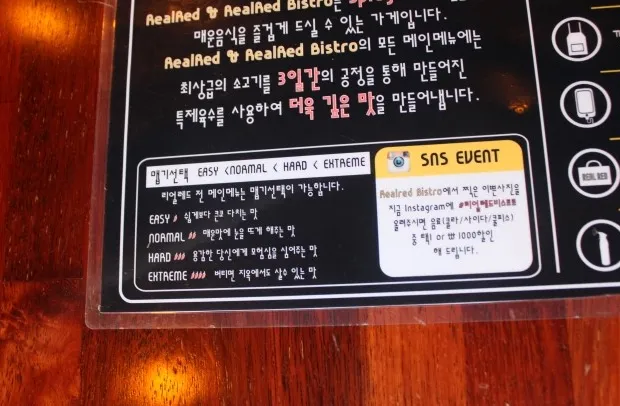 RealRed & RealRed Bistro는
매운음식을 즐겁게 드실 수 있는 가게입니다.
RealRed & RealRed Bistro의 모든 메인메뉴에는
최상급의 소고기를 3일간의 공정을 통해 만들어진
특제육수를 사용하여 더욱 깊은 맛을 만들어냅니다.
맵기선택 EASY < NORMAL < HARD < EXTREME
리얼레드 전 메인메뉴는 맵기선택이 가능합니다.
EASY 쉽게보다 큰코 다치는 맛
NORMAL 매운맛에 눈을 뜨게 해주는 맛
HARD 용감한 당신에게 모험심을 심어주는 맛
EXTREME 버티면 지옥에서도 살수 있는 맛
SNS EVENT
Realred Bistro에서 찍은 이쁜사진을
지금 Instagram에 #리얼레드비스트로
올려주시면 음료(콜라/사이다/쿨피스)
중 택1 or ₩1000할인
해 드립니다.
REAL RED